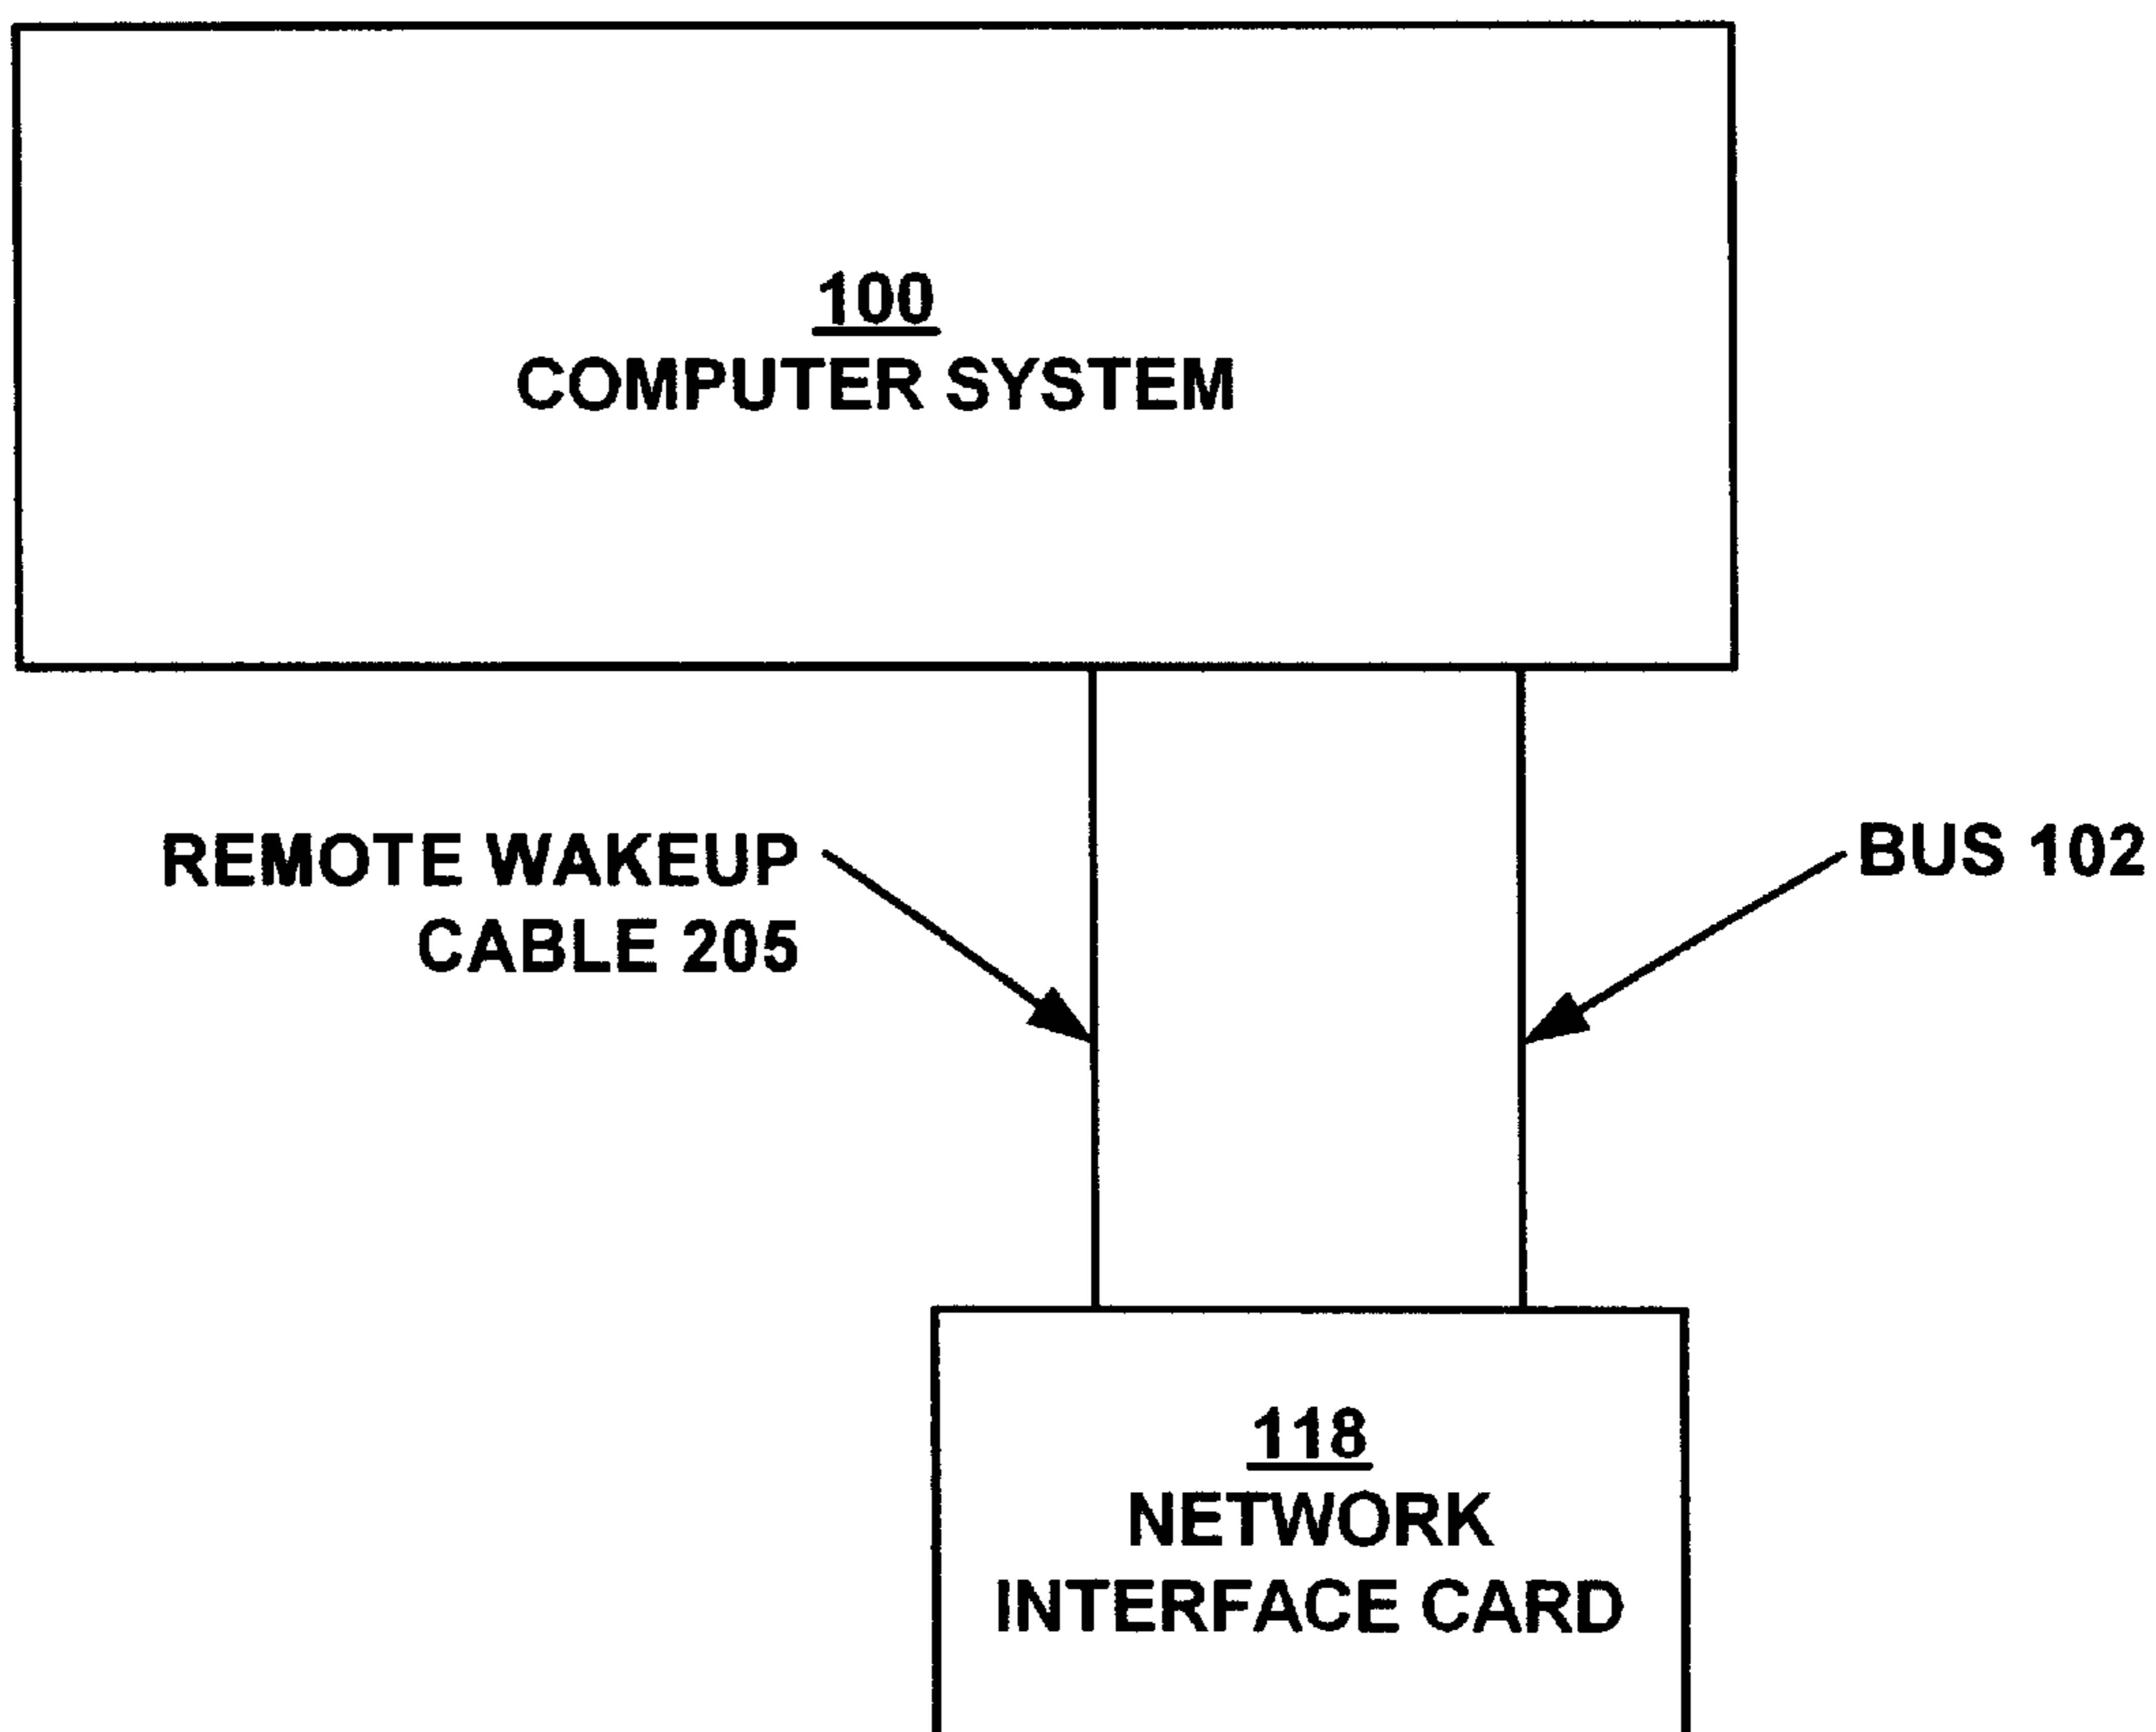 100
COMPUTER SYSTEM
REMOTE WAKEUP
CABLE 205
BUS 102
118
NETWORK
INTERFACE CARD